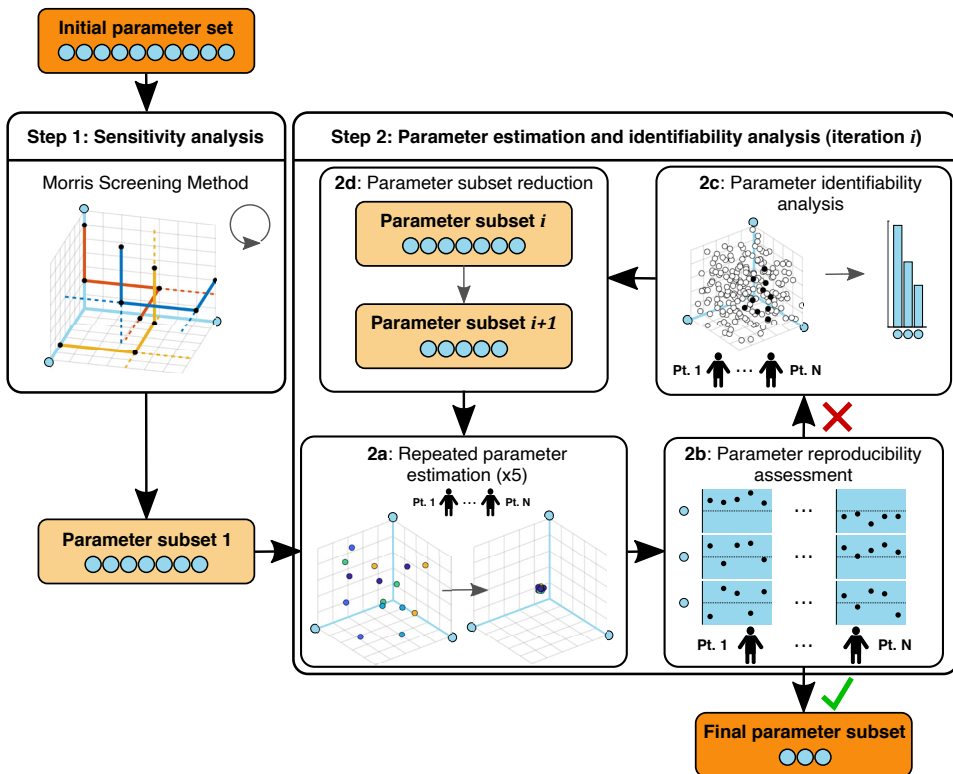 Initial parameter set
Step 1: Sensitivity analysis
Morris Screening Method
Step 2: Parameter estimation and identifiability analysis (iteration i)
2d: Parameter subset reduction
Parameter subset i
Parameter subset i+1
2c: Parameter identifiability
analysis
Pt. 1 ... Pt. N
2a: Repeated parameter
estimation (x5)
Pt. 1 ... Pt. N
2b: Parameter reproducibility
assessment
...
...
...
Pt. 1 ... Pt. N
Parameter subset 1
Final parameter subset